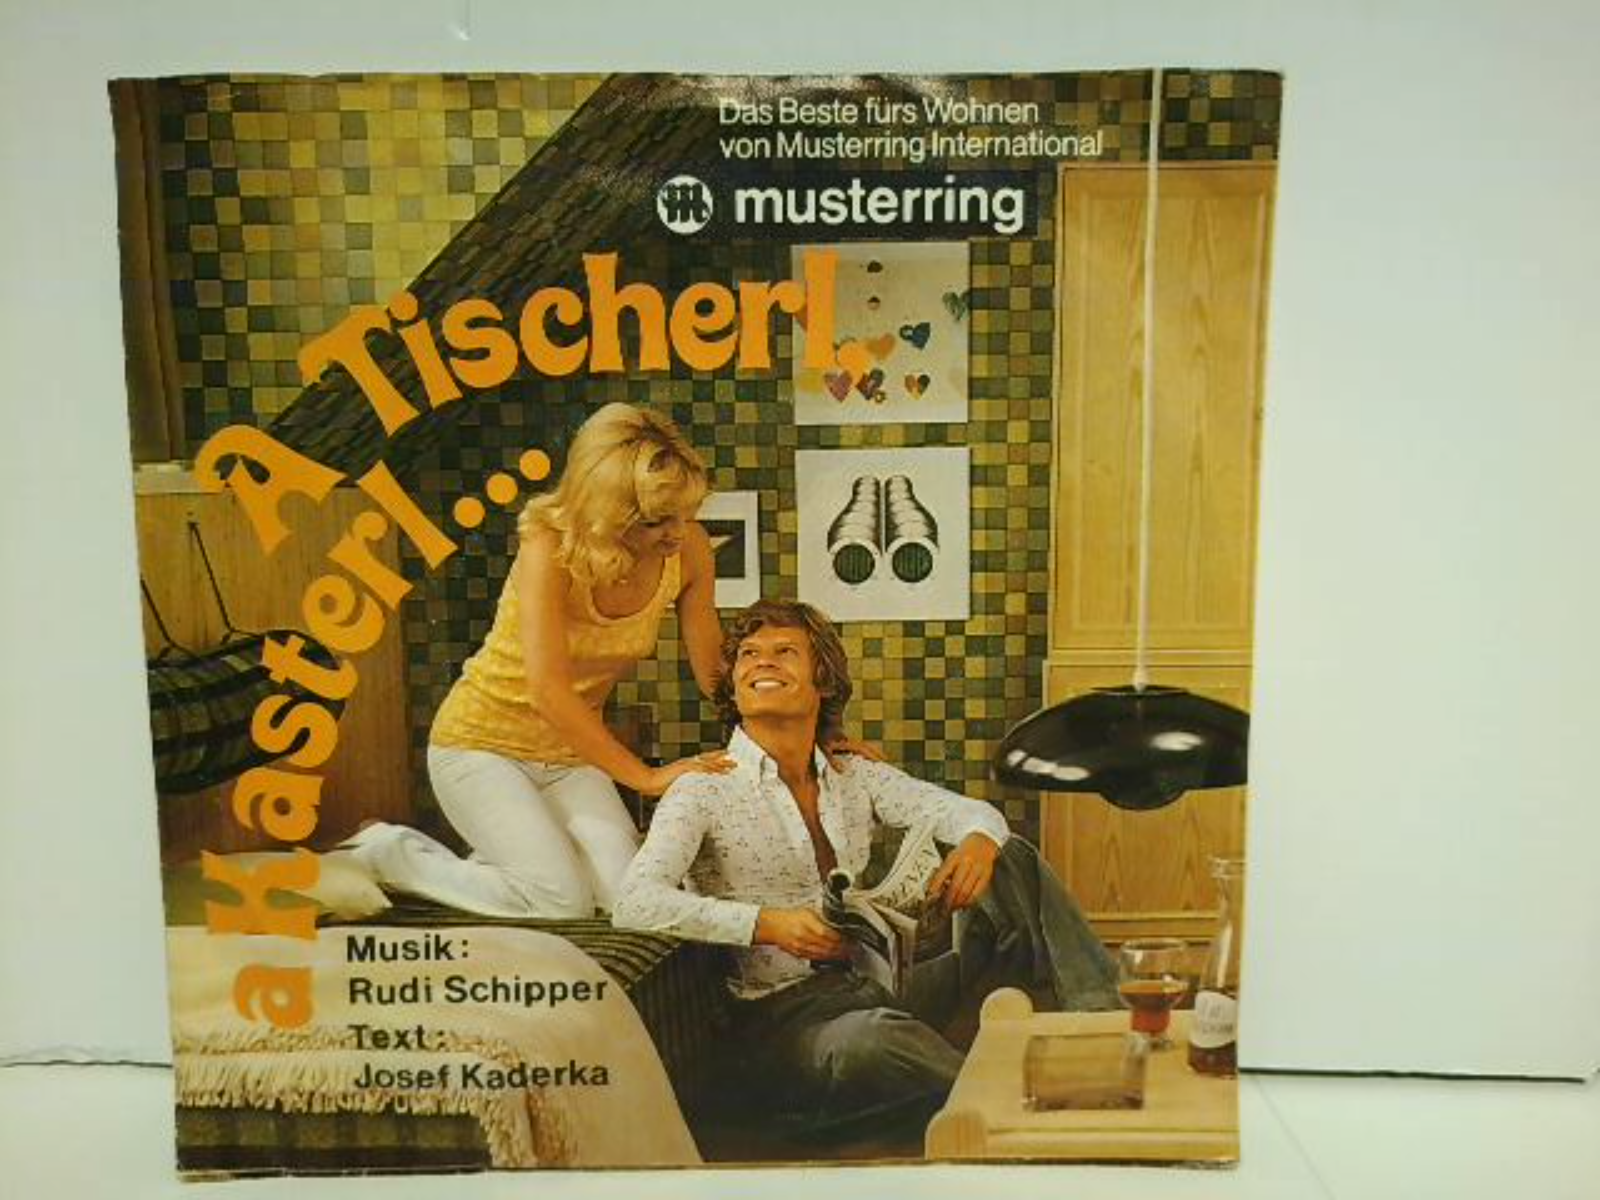 Das Beste fürs Wohnen
von Musterring International
m musterring
A Tischerl..
a Kasterl...
Musik:
Rudi Schipper
Text:
Josef Kaderka